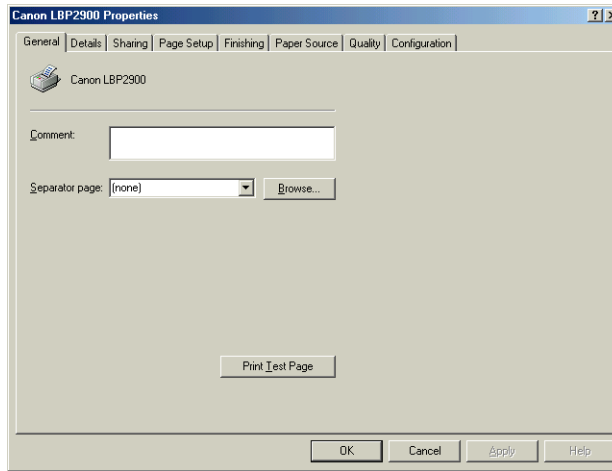 Canon LBP2900 Properties
General Details Sharing Page Setup Finishing Paper Source Quality Configuration
Canon LBP2900
Comment:
Separator page: (none) Browse...
Print Test Page
OK Cancel Apply Help